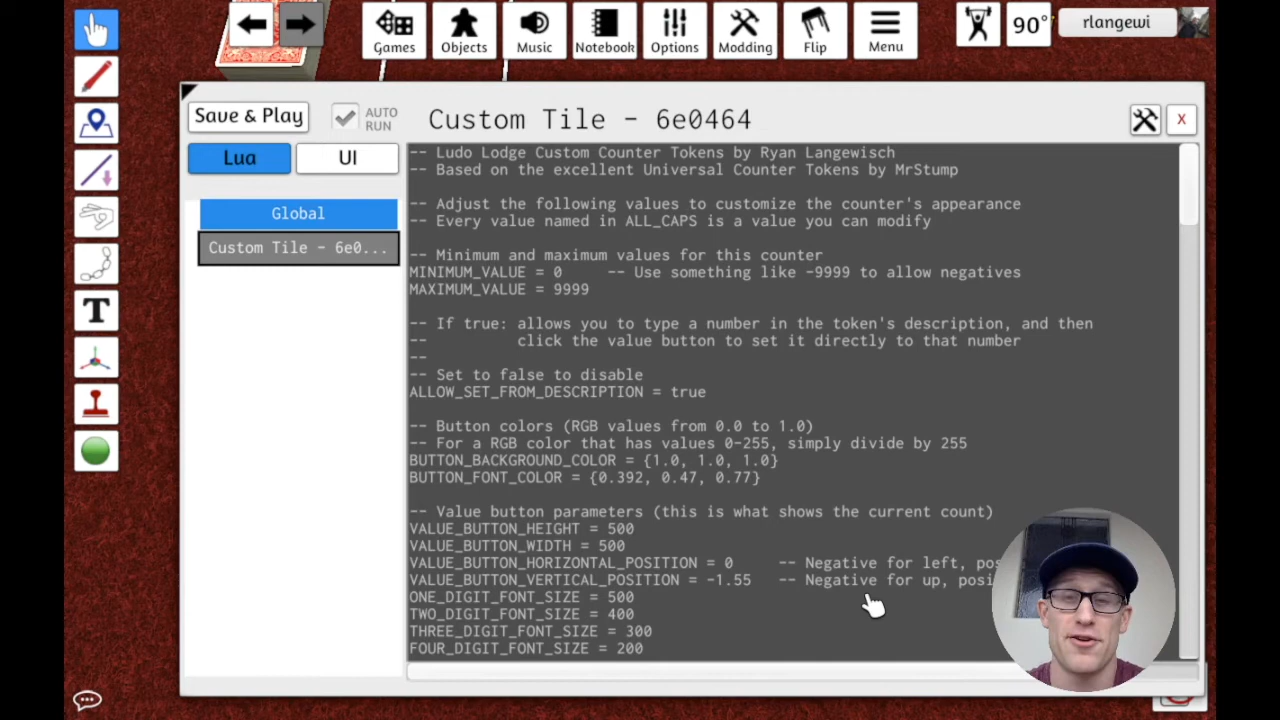 Games
Objects
Music
Notebook
Options
Modding
Flip
Menu
90°
rlangewi
Save & Play
AUTO
RUN
Custom Tile - 6e0464
X
Lua
UI
Global
Custom Tile - 6e0...
-- Ludo Lodge Custom Counter Tokens by Ryan Langewisch
-- Based on the excellent Universal Counter Tokens by MrStump
-- Adjust the following values to customize the counter's appearance
-- Every value named in ALL_CAPS is a value you can modify
-- Minimum and maximum values for this counter
MINIMUM_VALUE = 0     -- Use something like -9999 to allow negatives
MAXIMUM_VALUE = 9999
-- If true: allows you to type a number in the token's description, and then
--          click the value button to set it directly to that number
--
-- Set to false to disable
ALLOW_SET_FROM_DESCRIPTION = true
-- Button colors (RGB values from 0.0 to 1.0)
-- For a RGB color that has values 0-255, simply divide by 255
BUTTON_BACKGROUND_COLOR = {1.0, 1.0, 1.0}
BUTTON_FONT_COLOR = {0.392, 0.47, 0.77}
-- Value button parameters (this is what shows the current count)
VALUE_BUTTON_HEIGHT = 500
VALUE_BUTTON_WIDTH = 500
VALUE_BUTTON_HORIZONTAL_POSITION = 0     -- Negative for left, pos
VALUE_BUTTON_VERTICAL_POSITION = -1.55   -- Negative for up, posi
ONE_DIGIT_FONT_SIZE = 500
TWO_DIGIT_FONT_SIZE = 400
THREE_DIGIT_FONT_SIZE = 300
FOUR_DIGIT_FONT_SIZE = 200
T